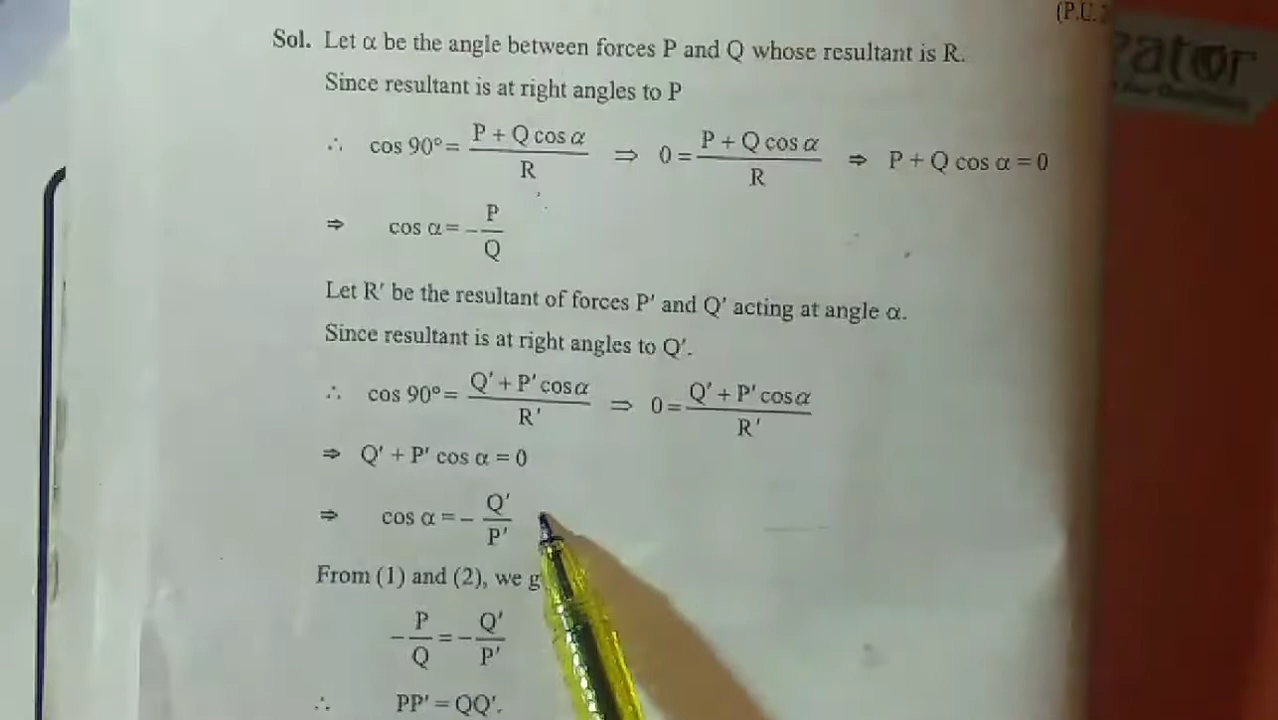 (P.U.
Sol. Let α be the angle between forces P and Q whose resultant is R.
Since resultant is at right angles to P
∴ cos 90° = (P + Q cos α)/R ⇒ 0 = (P + Q cos α)/R ⇒ P + Q cos α = 0
⇒ cos α = - P/Q
Let R' be the resultant of forces P' and Q' acting at angle α.
Since resultant is at right angles to Q'.
∴ cos 90° = (Q' + P' cos α)/R' ⇒ 0 = (Q' + P' cos α)/R'
⇒ Q' + P' cos α = 0
⇒ cos α = - Q'/P'
From (1) and (2), we g
- P/Q = - Q'/P'
∴ PP' = QQ'.